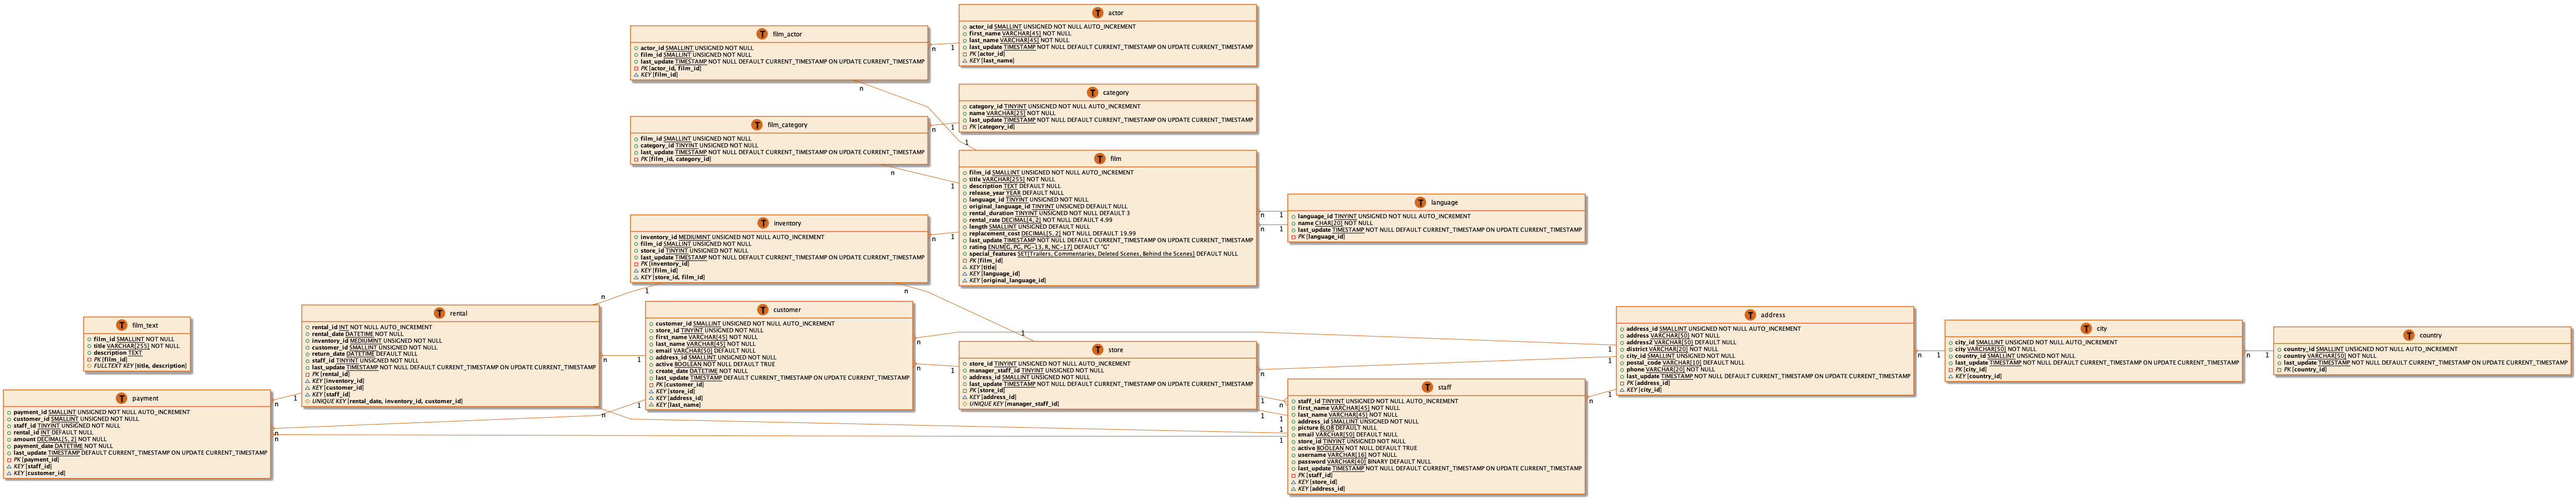 T actor
actor_id SMALLINT UNSIGNED NOT NULL AUTO_INCREMENT
first_name VARCHAR[45] NOT NULL
last_name VARCHAR[45] NOT NULL
last_update TIMESTAMP NOT NULL DEFAULT CURRENT_TIMESTAMP ON UPDATE CURRENT_TIMESTAMP
PK [actor_id]
KEY [last_name]
T film_actor
actor_id SMALLINT UNSIGNED NOT NULL
film_id SMALLINT UNSIGNED NOT NULL
last_update TIMESTAMP NOT NULL DEFAULT CURRENT_TIMESTAMP ON UPDATE CURRENT_TIMESTAMP
PK [actor_id, film_id]
KEY [film_id]
n 1
n 1
T category
category_id TINYINT UNSIGNED NOT NULL AUTO_INCREMENT
name VARCHAR[25] NOT NULL
last_update TIMESTAMP NOT NULL DEFAULT CURRENT_TIMESTAMP ON UPDATE CURRENT_TIMESTAMP
PK [category_id]
T film_category
film_id SMALLINT UNSIGNED NOT NULL
category_id TINYINT UNSIGNED NOT NULL
last_update TIMESTAMP NOT NULL DEFAULT CURRENT_TIMESTAMP ON UPDATE CURRENT_TIMESTAMP
PK [film_id, category_id]
n 1
n 1
T film
film_id SMALLINT UNSIGNED NOT NULL AUTO_INCREMENT
title VARCHAR[255] NOT NULL
description TEXT DEFAULT NULL
release_year YEAR DEFAULT NULL
language_id TINYINT UNSIGNED NOT NULL
original_language_id TINYINT UNSIGNED DEFAULT NULL
rental_duration TINYINT UNSIGNED NOT NULL DEFAULT 3
rental_rate DECIMAL[4, 2] NOT NULL DEFAULT 4.99
length SMALLINT UNSIGNED DEFAULT NULL
replacement_cost DECIMAL[5, 2] NOT NULL DEFAULT 19.99
last_update TIMESTAMP NOT NULL DEFAULT CURRENT_TIMESTAMP ON UPDATE CURRENT_TIMESTAMP
rating ENUM[G, PG, PG-13, R, NC-17] DEFAULT "G"
special_features SET[Trailers, Commentaries, Deleted Scenes, Behind the Scenes] DEFAULT NULL
PK [film_id]
KEY [title]
KEY [language_id]
KEY [original_language_id]
n 1
n 1
T language
language_id TINYINT UNSIGNED NOT NULL AUTO_INCREMENT
name CHAR[20] NOT NULL
last_update TIMESTAMP NOT NULL DEFAULT CURRENT_TIMESTAMP ON UPDATE CURRENT_TIMESTAMP
PK [language_id]
T inventory
inventory_id MEDIUMINT UNSIGNED NOT NULL AUTO_INCREMENT
film_id SMALLINT UNSIGNED NOT NULL
store_id TINYINT UNSIGNED NOT NULL
last_update TIMESTAMP NOT NULL DEFAULT CURRENT_TIMESTAMP ON UPDATE CURRENT_TIMESTAMP
PK [inventory_id]
KEY [film_id]
KEY [store_id, film_id]
n 1
n 1
n 1
T film_text
film_id SMALLINT NOT NULL
title VARCHAR[255] NOT NULL
description TEXT
PK [film_id]
FULLTEXT KEY [title, description]
T rental
rental_id INT NOT NULL AUTO_INCREMENT
rental_date DATETIME NOT NULL
inventory_id MEDIUMINT UNSIGNED NOT NULL
customer_id SMALLINT UNSIGNED NOT NULL
return_date DATETIME DEFAULT NULL
staff_id TINYINT UNSIGNED NOT NULL
last_update TIMESTAMP NOT NULL DEFAULT CURRENT_TIMESTAMP ON UPDATE CURRENT_TIMESTAMP
PK [rental_id]
KEY [inventory_id]
KEY [customer_id]
KEY [staff_id]
UNIQUE KEY [rental_date, inventory_id, customer_id]
n 1
n 1
T customer
customer_id SMALLINT UNSIGNED NOT NULL AUTO_INCREMENT
store_id TINYINT UNSIGNED NOT NULL
first_name VARCHAR[45] NOT NULL
last_name VARCHAR[45] NOT NULL
email VARCHAR[50] DEFAULT NULL
address_id SMALLINT UNSIGNED NOT NULL
active BOOLEAN NOT NULL DEFAULT TRUE
create_date DATETIME NOT NULL
last_update TIMESTAMP DEFAULT CURRENT_TIMESTAMP ON UPDATE CURRENT_TIMESTAMP
PK [customer_id]
KEY [store_id]
KEY [address_id]
KEY [last_name]
n 1
n 1
T store
store_id TINYINT UNSIGNED NOT NULL AUTO_INCREMENT
manager_staff_id TINYINT UNSIGNED NOT NULL
address_id SMALLINT UNSIGNED NOT NULL
last_update TIMESTAMP NOT NULL DEFAULT CURRENT_TIMESTAMP ON UPDATE CURRENT_TIMESTAMP
PK [store_id]
KEY [address_id]
UNIQUE KEY [manager_staff_id]
n 1
1 n
1 1
T address
address_id SMALLINT UNSIGNED NOT NULL AUTO_INCREMENT
address VARCHAR[50] NOT NULL
address2 VARCHAR[50] DEFAULT NULL
district VARCHAR[20] NOT NULL
city_id SMALLINT UNSIGNED NOT NULL
postal_code VARCHAR[10] DEFAULT NULL
phone VARCHAR[20] NOT NULL
last_update TIMESTAMP NOT NULL DEFAULT CURRENT_TIMESTAMP ON UPDATE CURRENT_TIMESTAMP
PK [address_id]
KEY [city_id]
n 1
T city
city_id SMALLINT UNSIGNED NOT NULL AUTO_INCREMENT
city VARCHAR[50] NOT NULL
country_id SMALLINT UNSIGNED NOT NULL
last_update TIMESTAMP NOT NULL DEFAULT CURRENT_TIMESTAMP ON UPDATE CURRENT_TIMESTAMP
PK [city_id]
KEY [country_id]
n 1
T country
country_id SMALLINT UNSIGNED NOT NULL AUTO_INCREMENT
country VARCHAR[50] NOT NULL
last_update TIMESTAMP NOT NULL DEFAULT CURRENT_TIMESTAMP ON UPDATE CURRENT_TIMESTAMP
PK [country_id]
T payment
payment_id SMALLINT UNSIGNED NOT NULL AUTO_INCREMENT
customer_id SMALLINT UNSIGNED NOT NULL
staff_id TINYINT UNSIGNED NOT NULL
rental_id INT DEFAULT NULL
amount DECIMAL[5, 2] NOT NULL
payment_date DATETIME NOT NULL
last_update TIMESTAMP DEFAULT CURRENT_TIMESTAMP ON UPDATE CURRENT_TIMESTAMP
PK [payment_id]
KEY [staff_id]
KEY [customer_id]
n 1
n 1
n 1
n 1
T staff
staff_id TINYINT UNSIGNED NOT NULL AUTO_INCREMENT
first_name VARCHAR[45] NOT NULL
last_name VARCHAR[45] NOT NULL
address_id SMALLINT UNSIGNED NOT NULL
picture BLOB DEFAULT NULL
email VARCHAR[50] DEFAULT NULL
store_id TINYINT UNSIGNED NOT NULL
active BOOLEAN NOT NULL DEFAULT TRUE
username VARCHAR[16] NOT NULL
password VARCHAR[40] BINARY DEFAULT NULL
last_update TIMESTAMP NOT NULL DEFAULT CURRENT_TIMESTAMP ON UPDATE CURRENT_TIMESTAMP
PK [staff_id]
KEY [store_id]
KEY [address_id]
n 1